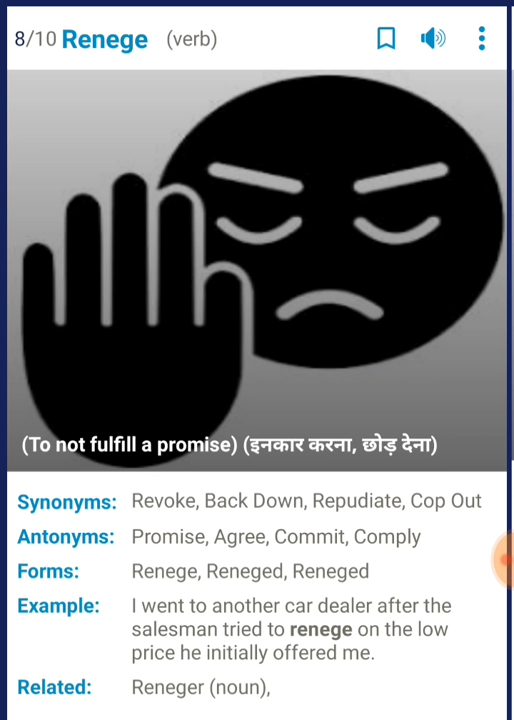 8/10 Renege (verb)
(To not fulfill a promise) (इनकार करना, छोड़ देना)
Synonyms: Revoke, Back Down, Repudiate, Cop Out
Antonyms: Promise, Agree, Commit, Comply
Forms: Renege, Reneged, Reneged
Example: I went to another car dealer after the
salesman tried to renege on the low
price he initially offered me.
Related: Reneger (noun),